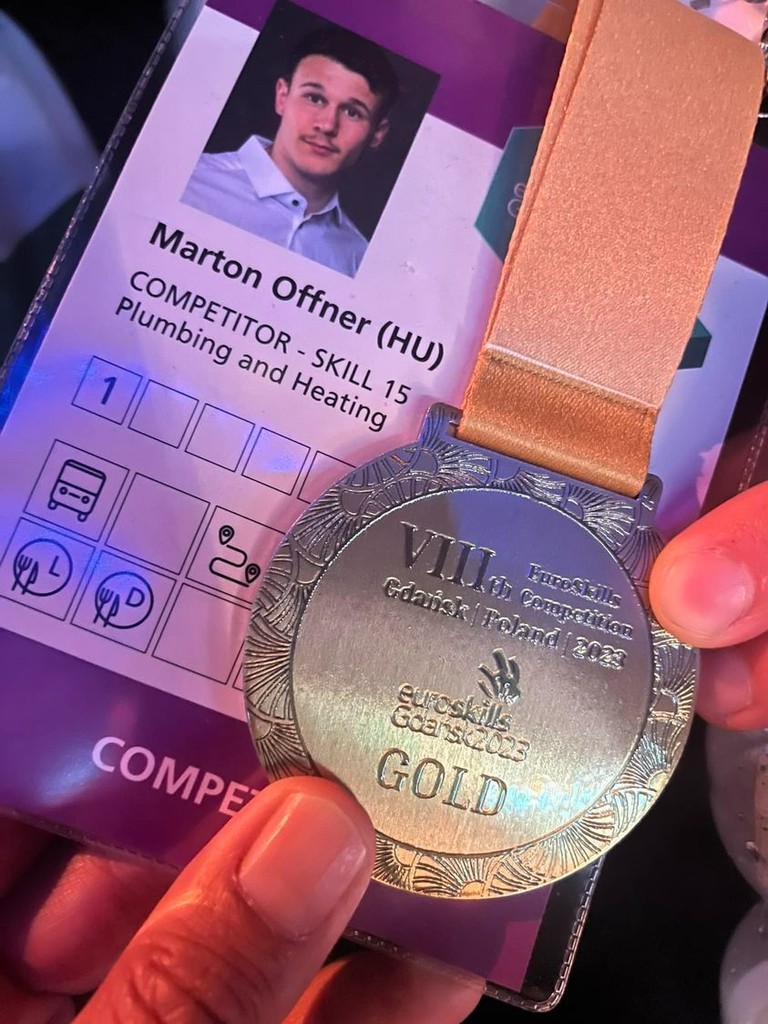 Marton Offner (HU)
COMPETITOR - SKILL 15
Plumbing and Heating
1
L
D
COMPE
VIIIth EuroSkills
Competition
Gdańsk | Poland | 2023
euroskills
Gdańsk2023
GOLD